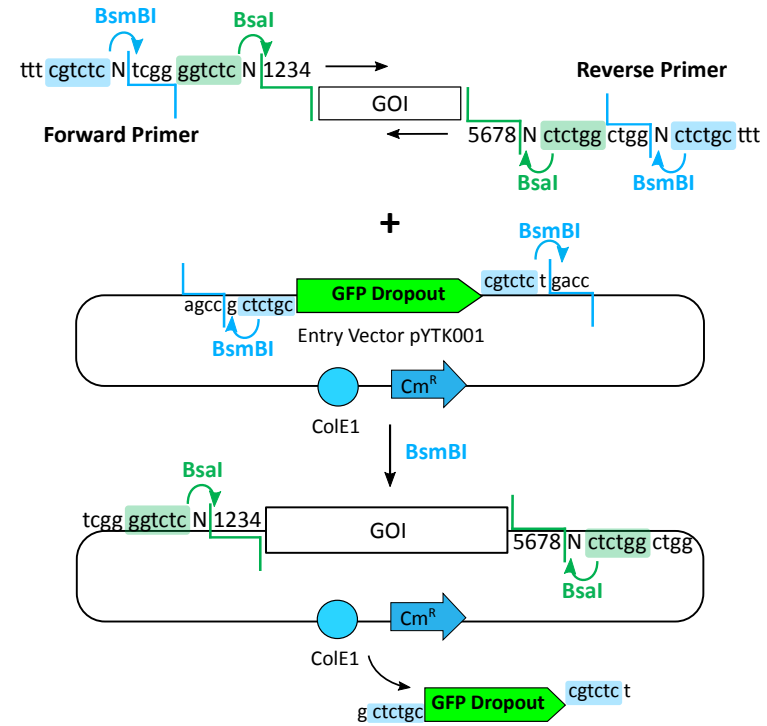 BsmBI
BsaI
ttt cgtctc N tcgg ggtctc N 1234
Reverse Primer
GOI
Forward Primer
5678 N ctctgg ctgg N ctctgc ttt
BsaI
BsmBI
+
BsmBI
cgtctc t gacc
GFP Dropout
agcc g ctctgc
Entry Vector pYTK001
BsmBI
CmR
ColE1
BsmBI
BsaI
tcgg ggtctc N 1234
GOI
5678 N ctctgg ctgg
BsaI
CmR
ColE1
cgtctc t
GFP Dropout
g ctctgc